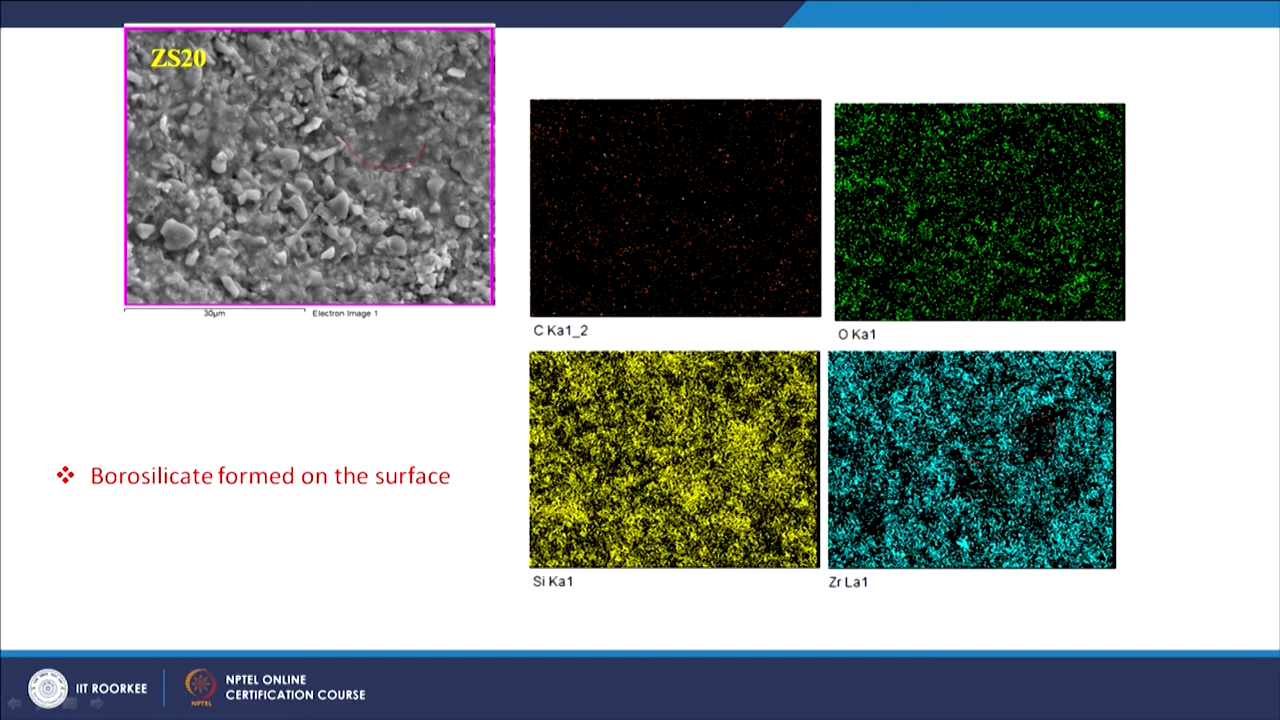 ZS20
30µm
Electron Image 1
C Ka1_2
O Ka1
Si Ka1
Zr La1
❖ Borosilicate formed on the surface
IIT ROORKEE
NPTEL
NPTEL ONLINE
CERTIFICATION COURSE